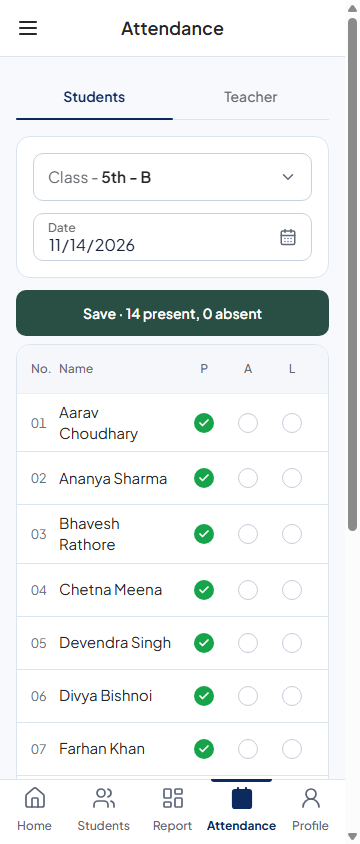 Attendance
Students
Teacher
Class - 5th - B
Date
11/14/2026
Save · 14 present, 0 absent
No. Name P A L
01 Aarav Choudhary
02 Ananya Sharma
03 Bhavesh Rathore
04 Chetna Meena
05 Devendra Singh
06 Divya Bishnoi
07 Farhan Khan
Home Students Report Attendance Profile